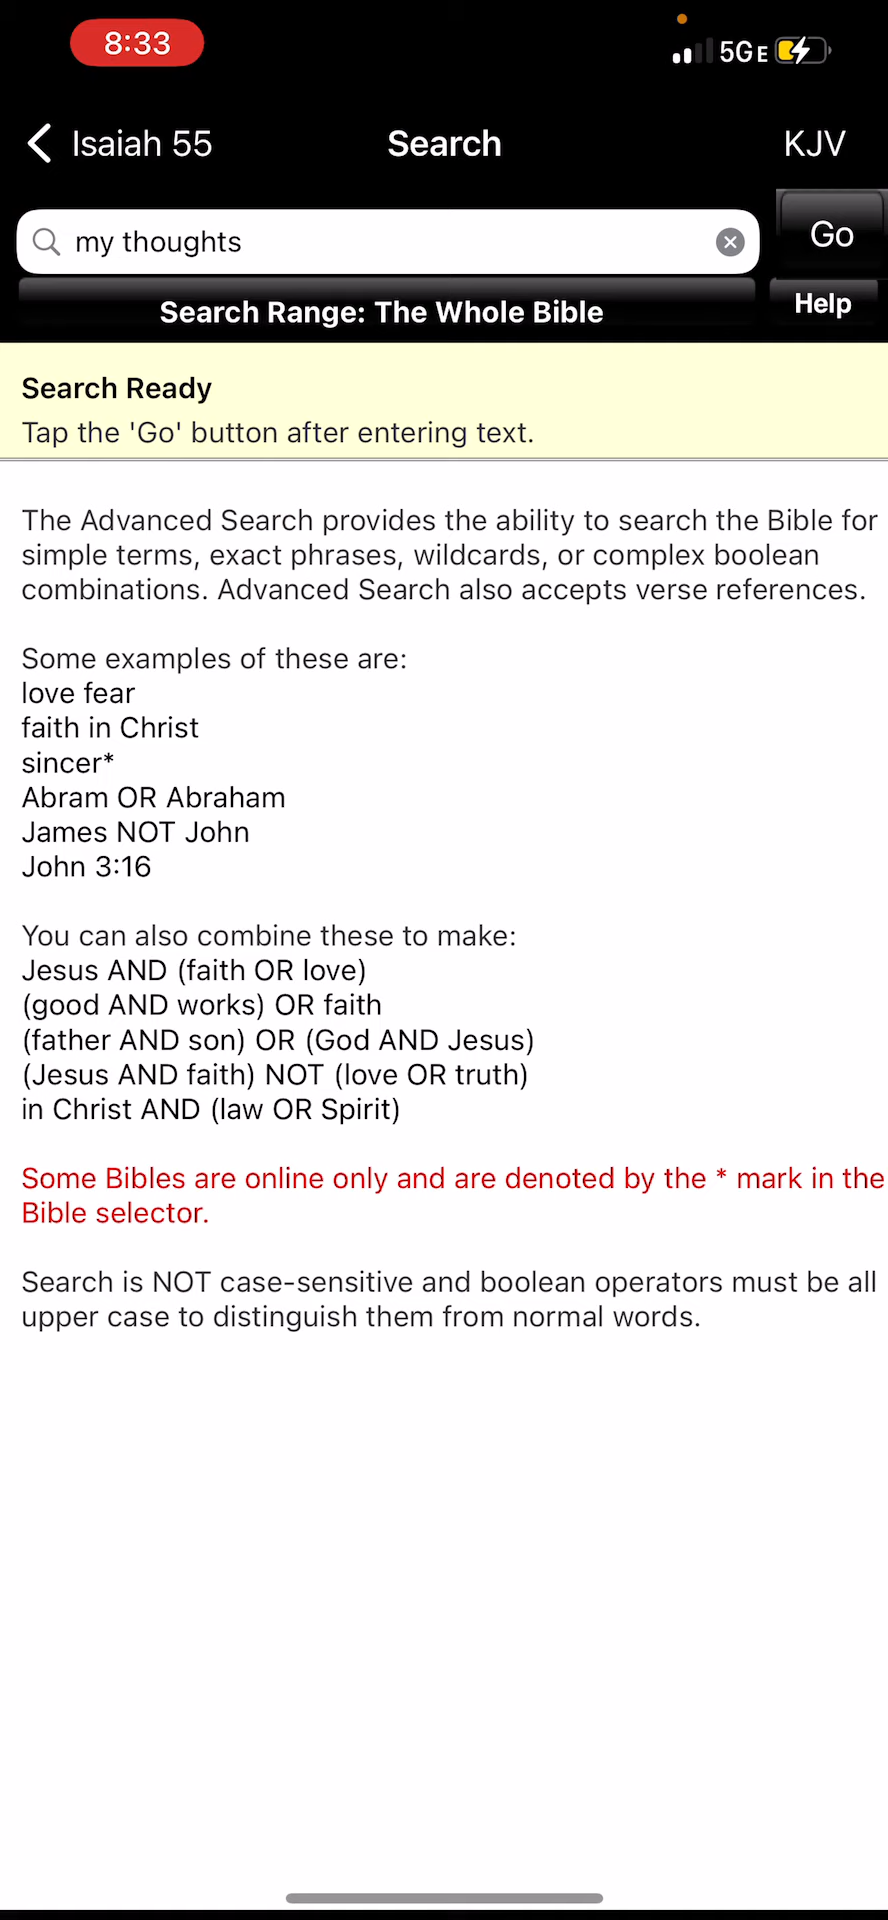 8:33
5GE
Isaiah 55
Search
KJV
my thoughts
Go
Search Range: The Whole Bible
Help
Search Ready
Tap the 'Go' button after entering text.
The Advanced Search provides the ability to search the Bible for
simple terms, exact phrases, wildcards, or complex boolean
combinations. Advanced Search also accepts verse references.
Some examples of these are:
love fear
faith in Christ
sincer*
Abram OR Abraham
James NOT John
John 3:16
You can also combine these to make:
Jesus AND (faith OR love)
(good AND works) OR faith
(father AND son) OR (God AND Jesus)
(Jesus AND faith) NOT (love OR truth)
in Christ AND (law OR Spirit)
Some Bibles are online only and are denoted by the * mark in the
Bible selector.
Search is NOT case-sensitive and boolean operators must be all
upper case to distinguish them from normal words.